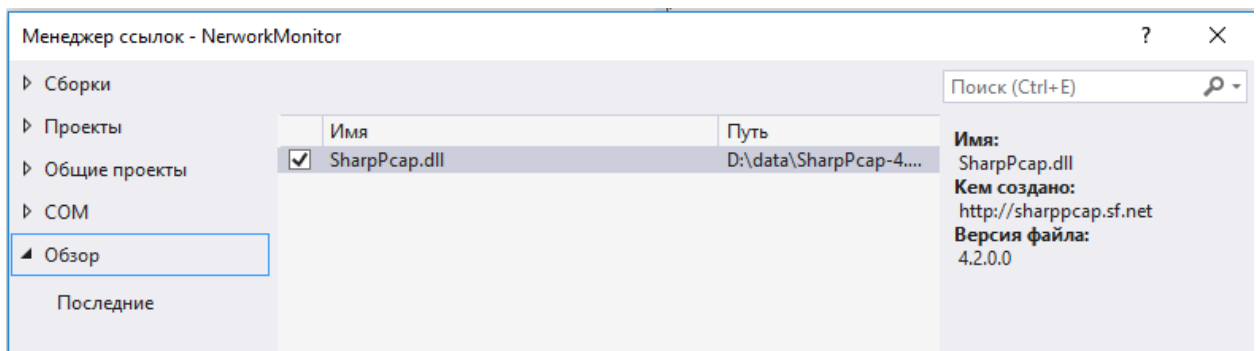 Менеджер ссылок - NerworkMonitor
?
Сборки
Проекты
Общие проекты
COM
Обзор
Последние
Имя Путь
SharpPcap.dll D:\data\SharpPcap-4....
Поиск (Ctrl+E)
Имя:
SharpPcap.dll
Кем создано:
http://sharppcap.sf.net
Версия файла:
4.2.0.0